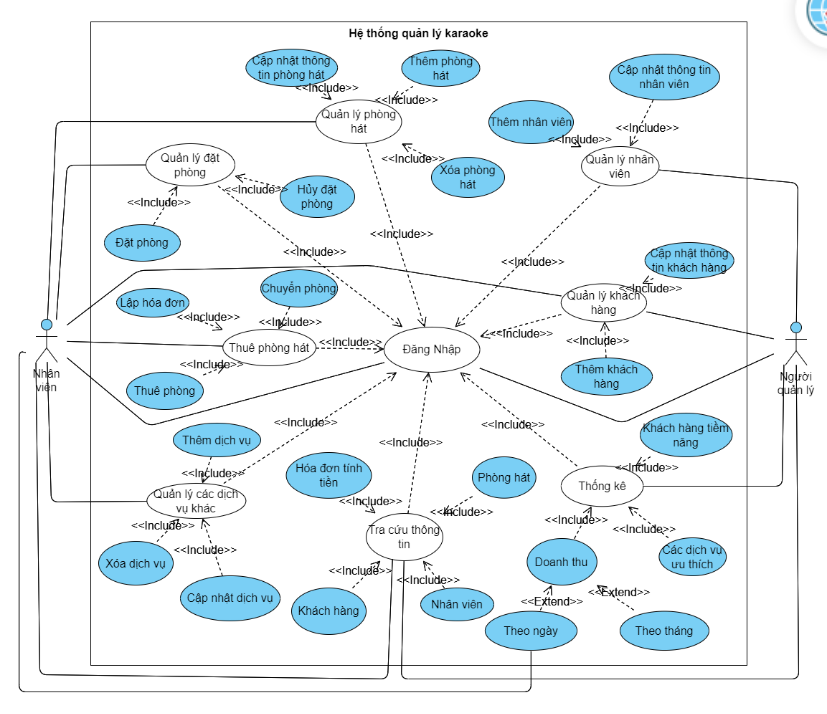 Hệ thống quản lý karaoke
Cập nhật thông
tin phòng hát
<<Include>>
Thêm phòng
hát
<<Include>>
Quản lý phòng
hát
<<Include>>
Xóa phòng
hát
Cập nhật thông tin
nhân viên
<<Include>>
Thêm nhân viên
<<Include>>
Quản lý nhân
viên
Quản lý đặt
phòng
<<Include>>
Hủy đặt
phòng
<<Include>>
Đặt phòng
<<Include>>
<<Include>>
<<Include>>
Cập nhật thông
tin khách hàng
<<Include>>
Quản lý khách
hàng
<<Include>>
<<Include>>
Thêm khách
hàng
Chuyển phòng
<<Include>>
Lập hóa đơn
<<Include>>
Thuê phòng hát
<<Include>>
<<Include>>
Thuê phòng
Đăng Nhập
Nhân
viên
Người
quản lý
<<Include>>
<<Include>>
<<Include>>
Thêm dịch vụ
<<Include>>
Quản lý các dịch
vụ khác
<<Include>>
<<Include>>
Xóa dịch vụ
Cập nhật dịch vụ
Hóa đơn tính
tiền
<<Include>>
Phòng hát
<<Include>>
Tra cứu thông
tin
<<Include>>
<<Include>>
Khách hàng
Nhân viên
Khách hàng tiềm
năng
<<Include>>
Thống kê
<<Include>>
<<Include>>
Doanh thu
Các dịch vụ
ưu thích
<<Extend>>
<<Extend>>
Theo ngày
Theo tháng